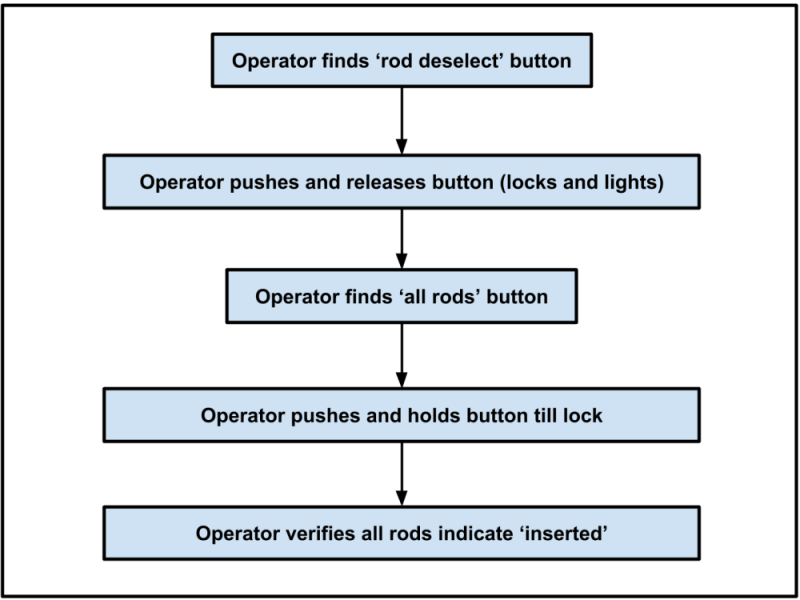 Operator finds ‘rod deselect’ button
Operator pushes and releases button (locks and lights)
Operator finds ‘all rods’ button
Operator pushes and holds button till lock
Operator verifies all rods indicate ‘inserted’